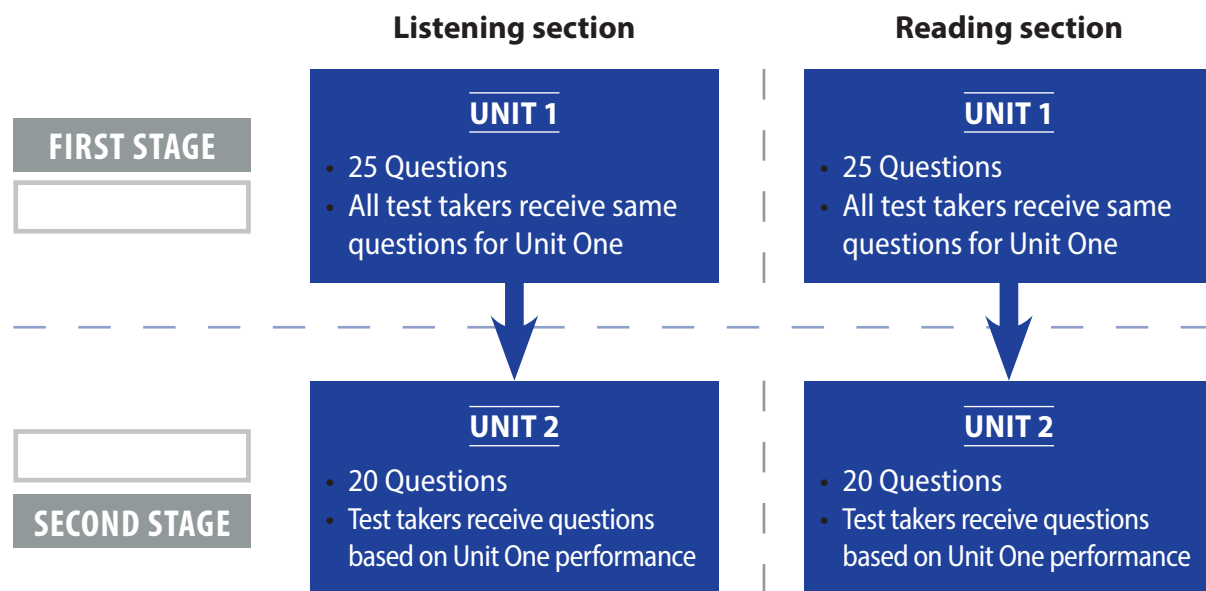 Listening section
Reading section
FIRST STAGE
UNIT 1
• 25 Questions
• All test takers receive same
questions for Unit One
UNIT 1
• 25 Questions
• All test takers receive same
questions for Unit One
SECOND STAGE
UNIT 2
• 20 Questions
• Test takers receive questions
based on Unit One performance
UNIT 2
• 20 Questions
• Test takers receive questions
based on Unit One performance